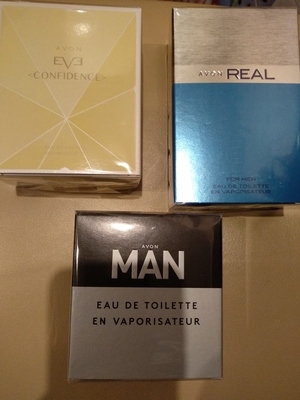 AVON
EVE
<CONFIDENCE>
AVON REAL
FOR HIM
EAU DE TOILETTE
EN VAPORISATEUR
AVON
MAN
EAU DE TOILETTE
EN VAPORISATEUR